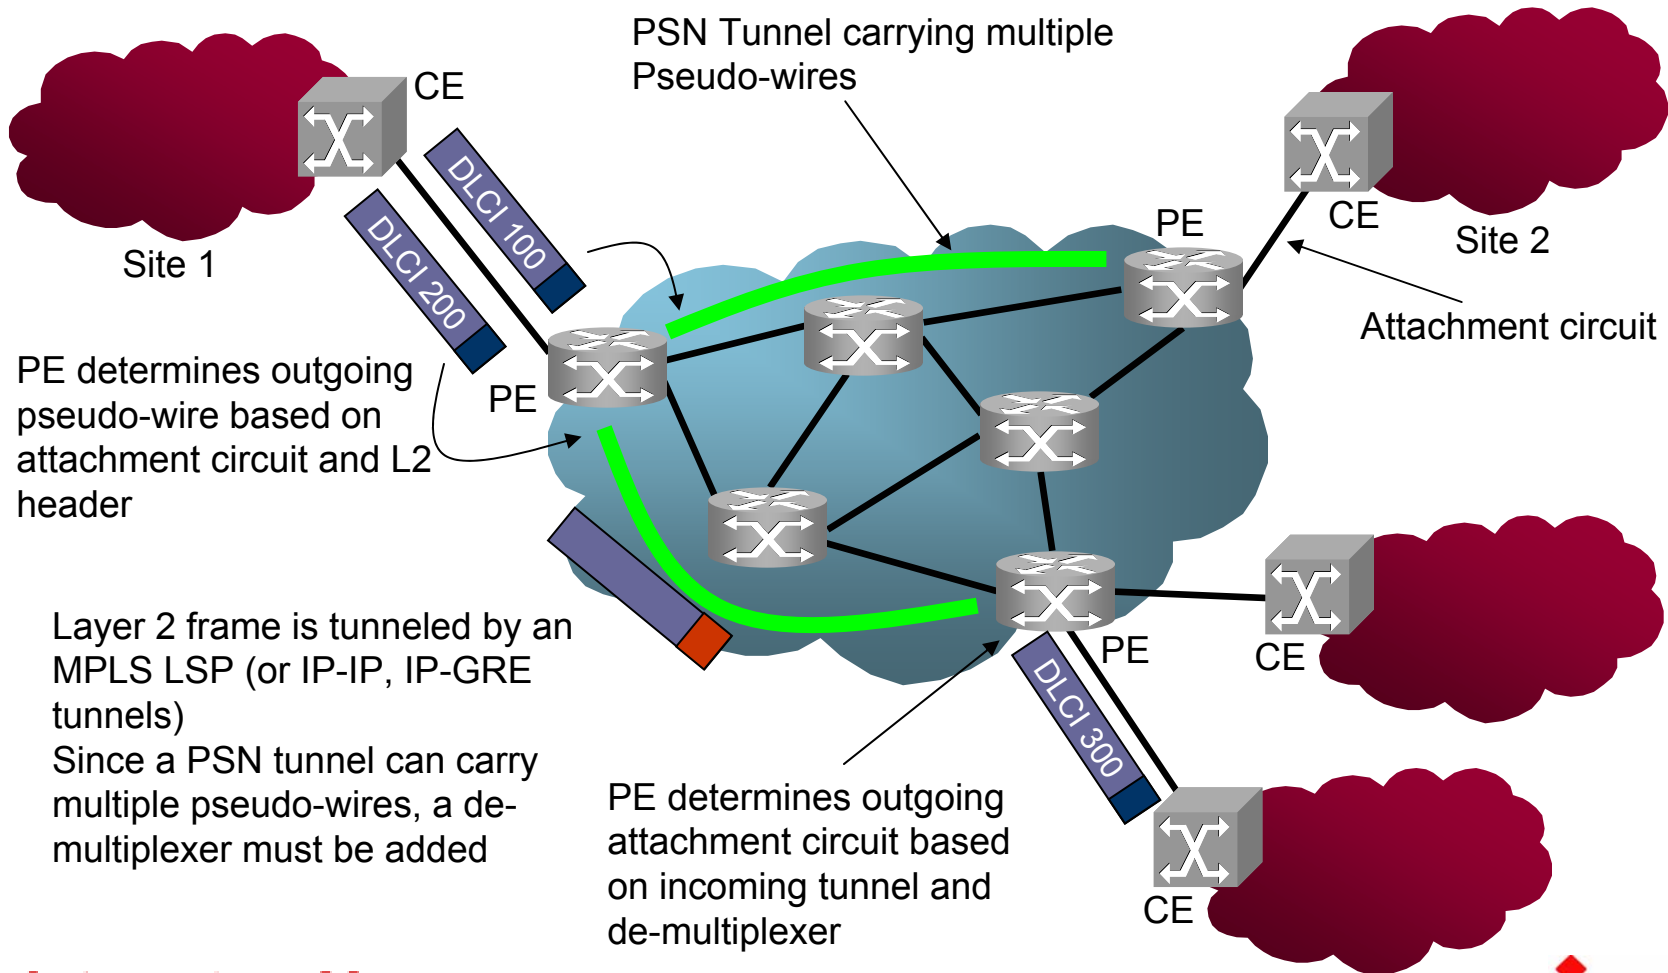 PSN Tunnel carrying multiple
Pseudo-wires
CE
DLCI 100
DLCI 200
Site 1
PE
CE
Site 2
Attachment circuit
PE determines outgoing
pseudo-wire based on
attachment circuit and L2
header
PE
Layer 2 frame is tunneled by an
MPLS LSP (or IP-IP, IP-GRE
tunnels)
Since a PSN tunnel can carry
multiple pseudo-wires, a de-
multiplexer must be added
PE
CE
DLCI 300
PE determines outgoing
attachment circuit based
on incoming tunnel and
de-multiplexer
CE